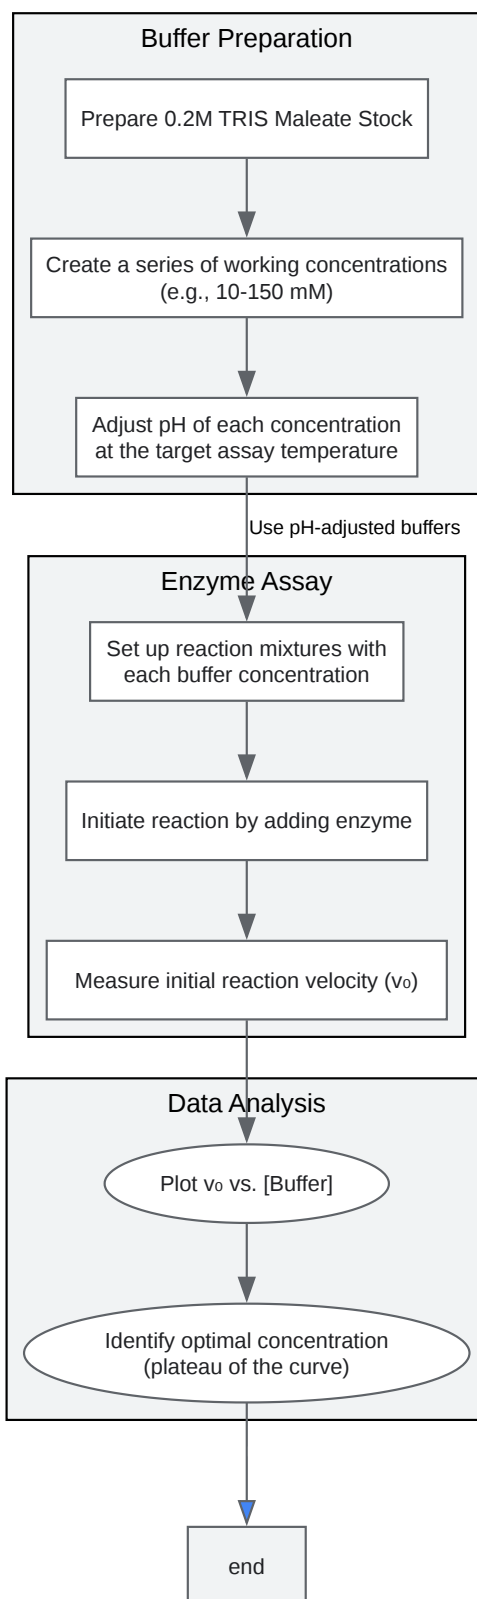 Buffer Preparation
Prepare 0.2M TRIS Maleate Stock
Create a series of working concentrations
(e.g., 10-150 mM)
Adjust pH of each concentration
at the target assay temperature
Use pH-adjusted buffers
Enzyme Assay
Set up reaction mixtures with
each buffer concentration
Initiate reaction by adding enzyme
Measure initial reaction velocity (v₀)
Data Analysis
Plot v₀ vs. [Buffer]
Identify optimal concentration
(plateau of the curve)
end